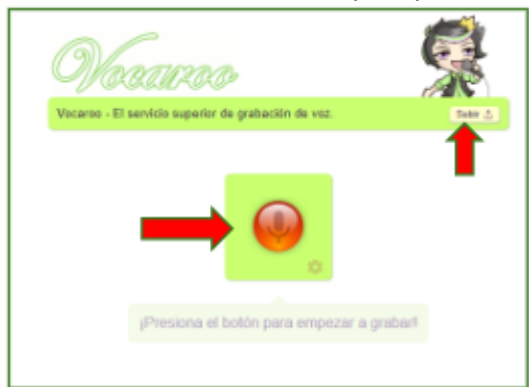 Vocaroo
Vocaroo - El servicio superior de grabación de voz.
Subir
¡Presiona el botón para empezar a grabar!